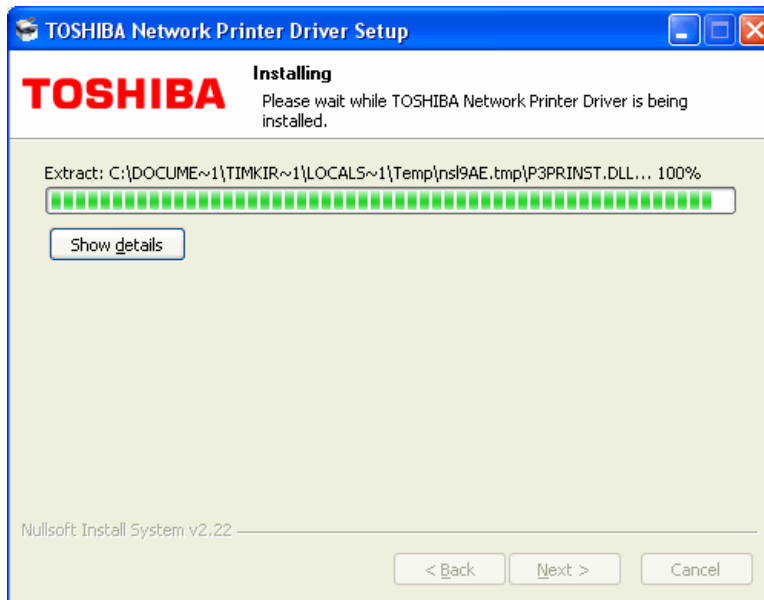 TOSHIBA Network Printer Driver Setup
TOSHIBA
Installing
Please wait while TOSHIBA Network Printer Driver is being
installed.
Extract: C:\DOCUME~1\TIMKIR~1\LOCALS~1\Temp\nsl9AE.tmp\P3PRINST.DLL... 100%
Show details
Nullsoft Install System v2.22
< Back Next > Cancel